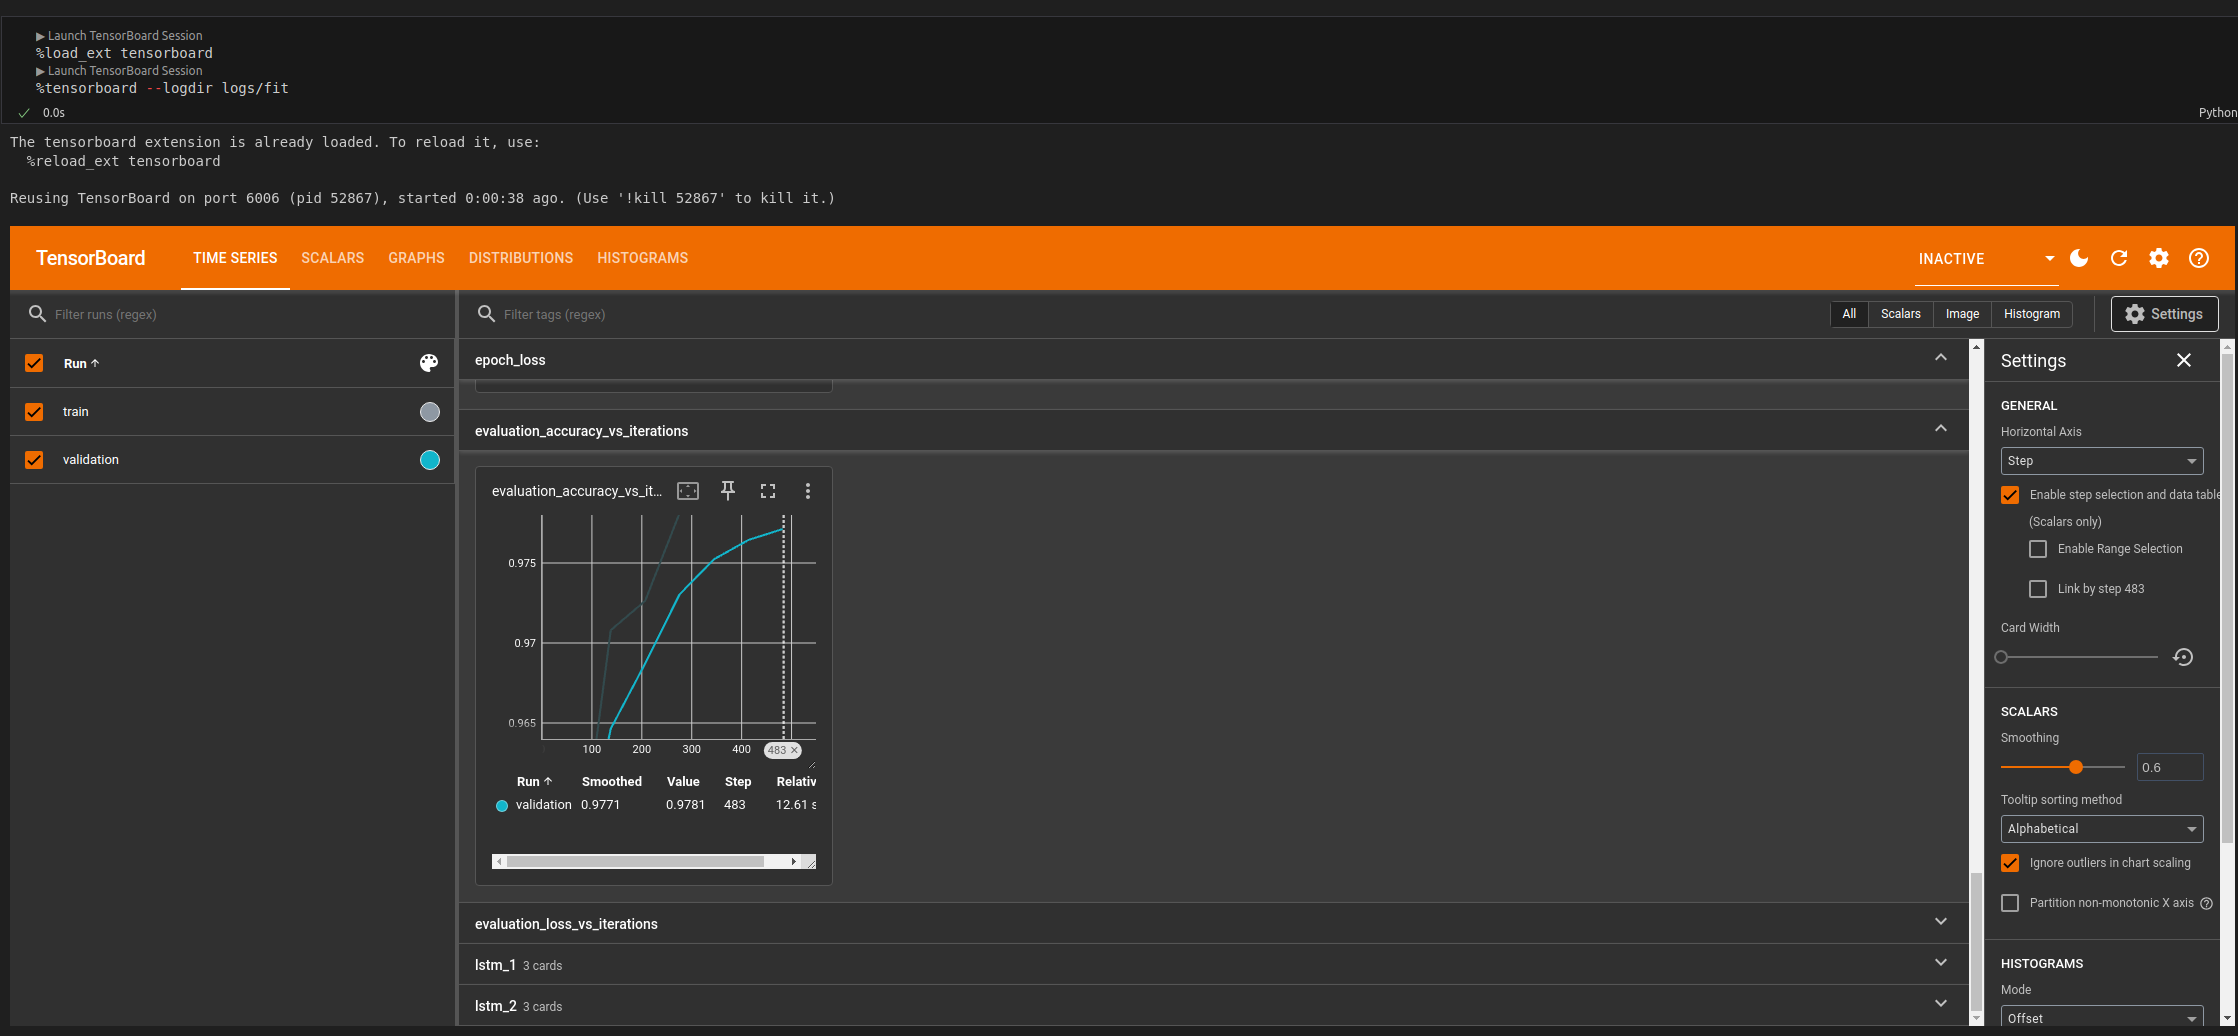 ▶ Launch TensorBoard Session
%load_ext tensorboard
▶ Launch TensorBoard Session
%tensorboard --logdir logs/fit
0.0s
Python
The tensorboard extension is already loaded. To reload it, use:
%reload_ext tensorboard
Reusing TensorBoard on port 6006 (pid 52867), started 0:00:38 ago. (Use '!kill 52867' to kill it.)
TensorBoard TIME SERIES SCALARS GRAPHS DISTRIBUTIONS HISTOGRAMS INACTIVE
Filter runs (regex)
Run ↑
train
validation
Filter tags (regex)
All Scalars Image Histogram
Settings
epoch_loss
evaluation_accuracy_vs_iterations
evaluation_accuracy_vs_it...
0.975
0.97
0.965
100 200 300 400 483 ×
Run ↑ Smoothed Value Step Relativ
validation 0.9771 0.9781 483 12.61 s
evaluation_loss_vs_iterations
lstm_1 3 cards
lstm_2 3 cards
Settings
GENERAL
Horizontal Axis
Step
Enable step selection and data table
(Scalars only)
Enable Range Selection
Link by step 483
Card Width
SCALARS
Smoothing
0.6
Tooltip sorting method
Alphabetical
Ignore outliers in chart scaling
Partition non-monotonic X axis
HISTOGRAMS
Mode
Offset